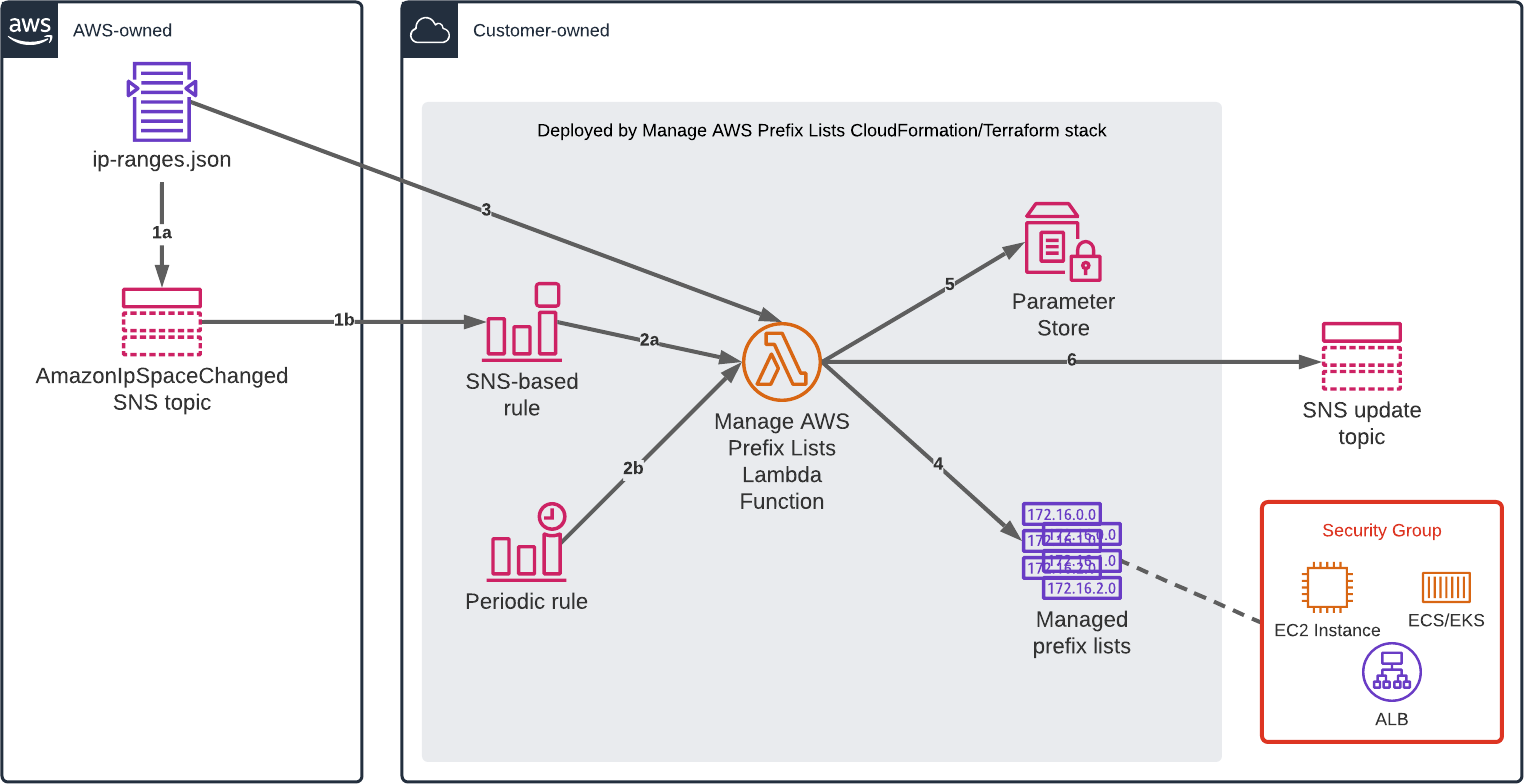 aws
AWS-owned
Customer-owned
ip-ranges.json
1a
AmazonIpSpaceChanged
SNS topic
1b
Deployed by Manage AWS Prefix Lists CloudFormation/Terraform stack
3
SNS-based
rule
2a
Periodic rule
2b
Manage AWS
Prefix Lists
Lambda
Function
5
Parameter
Store
6
SNS update
topic
4
172.16.0.0
172.16.2.0
Managed
prefix lists
Security Group
EC2 Instance
ECS/EKS
ALB